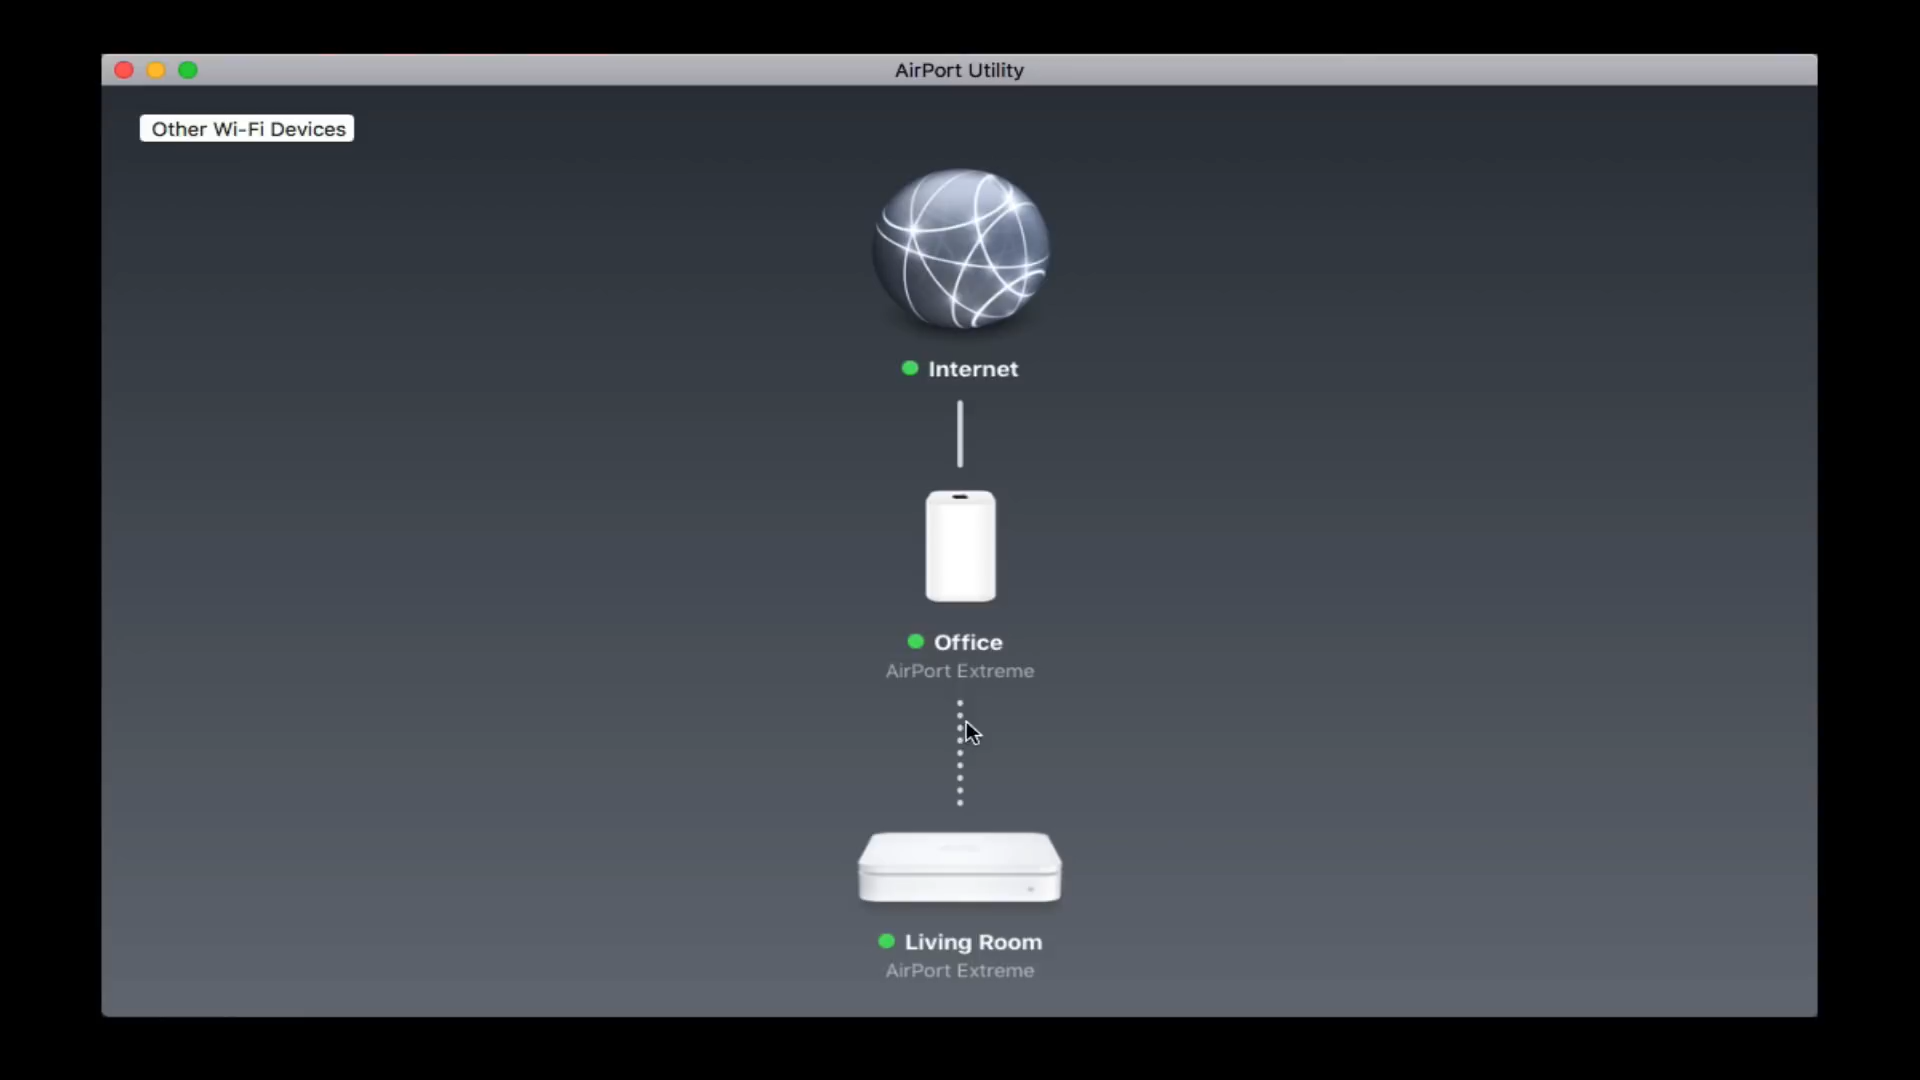 AirPort Utility
Other Wi-Fi Devices
Internet
Office
AirPort Extreme
Living Room
AirPort Extreme